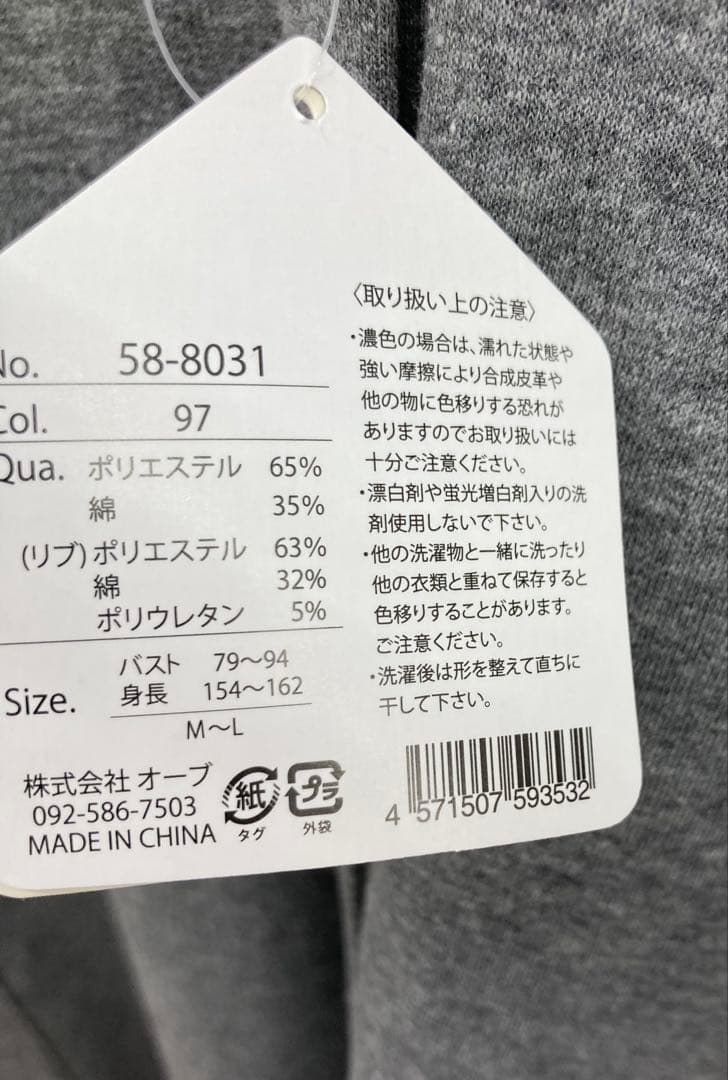 No. 58-8031
Col. 97
Qua. ポリエステル 65%
綿 35%
(リブ)ポリエステル 63%
綿 32%
ポリウレタン 5%
Size. バスト 79〜94
身長 154〜162
M〜L
株式会社 オーブ
092-586-7503
MADE IN CHINA
紙
タグ
プラ
外袋
〈取り扱い上の注意〉
・濃色の場合は、濡れた状態や
強い摩擦により合成皮革や
他の物に色移りする恐れが
ありますのでお取り扱いには
十分ご注意ください。
・漂白剤や蛍光増白剤入りの洗
剤使用しないで下さい。
・他の洗濯物と一緒に洗ったり
他の衣類と重ねて保存すると
色移りすることがあります。
ご注意ください。
・洗濯後は形を整えて直ちに
干して下さい。
4 571507 593532